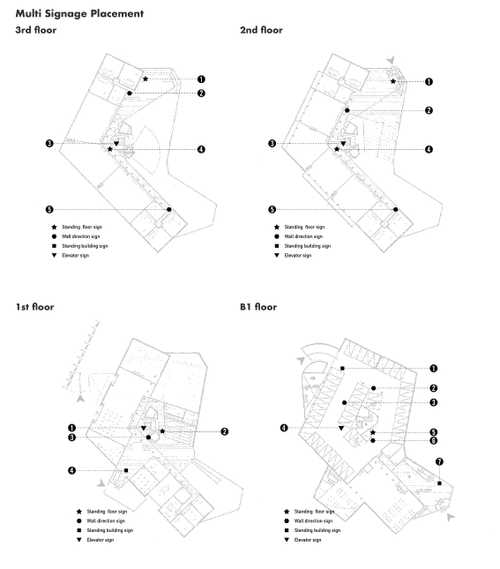 Multi Signage Placement
3rd floor
2nd floor
1
2
3
4
5
Standing floor sign
Wall direction sign
Standing building sign
Elevator sign
1
2
3
4
5
Standing floor sign
Wall direction sign
Standing building sign
Elevator sign
1st floor
B1 floor
1
2
3
4
Standing floor sign
Wall direction sign
Standing building sign
Elevator sign
1
2
3
4
5
6
7
Standing floor sign
Wall direction sign
Standing building sign
Elevator sign